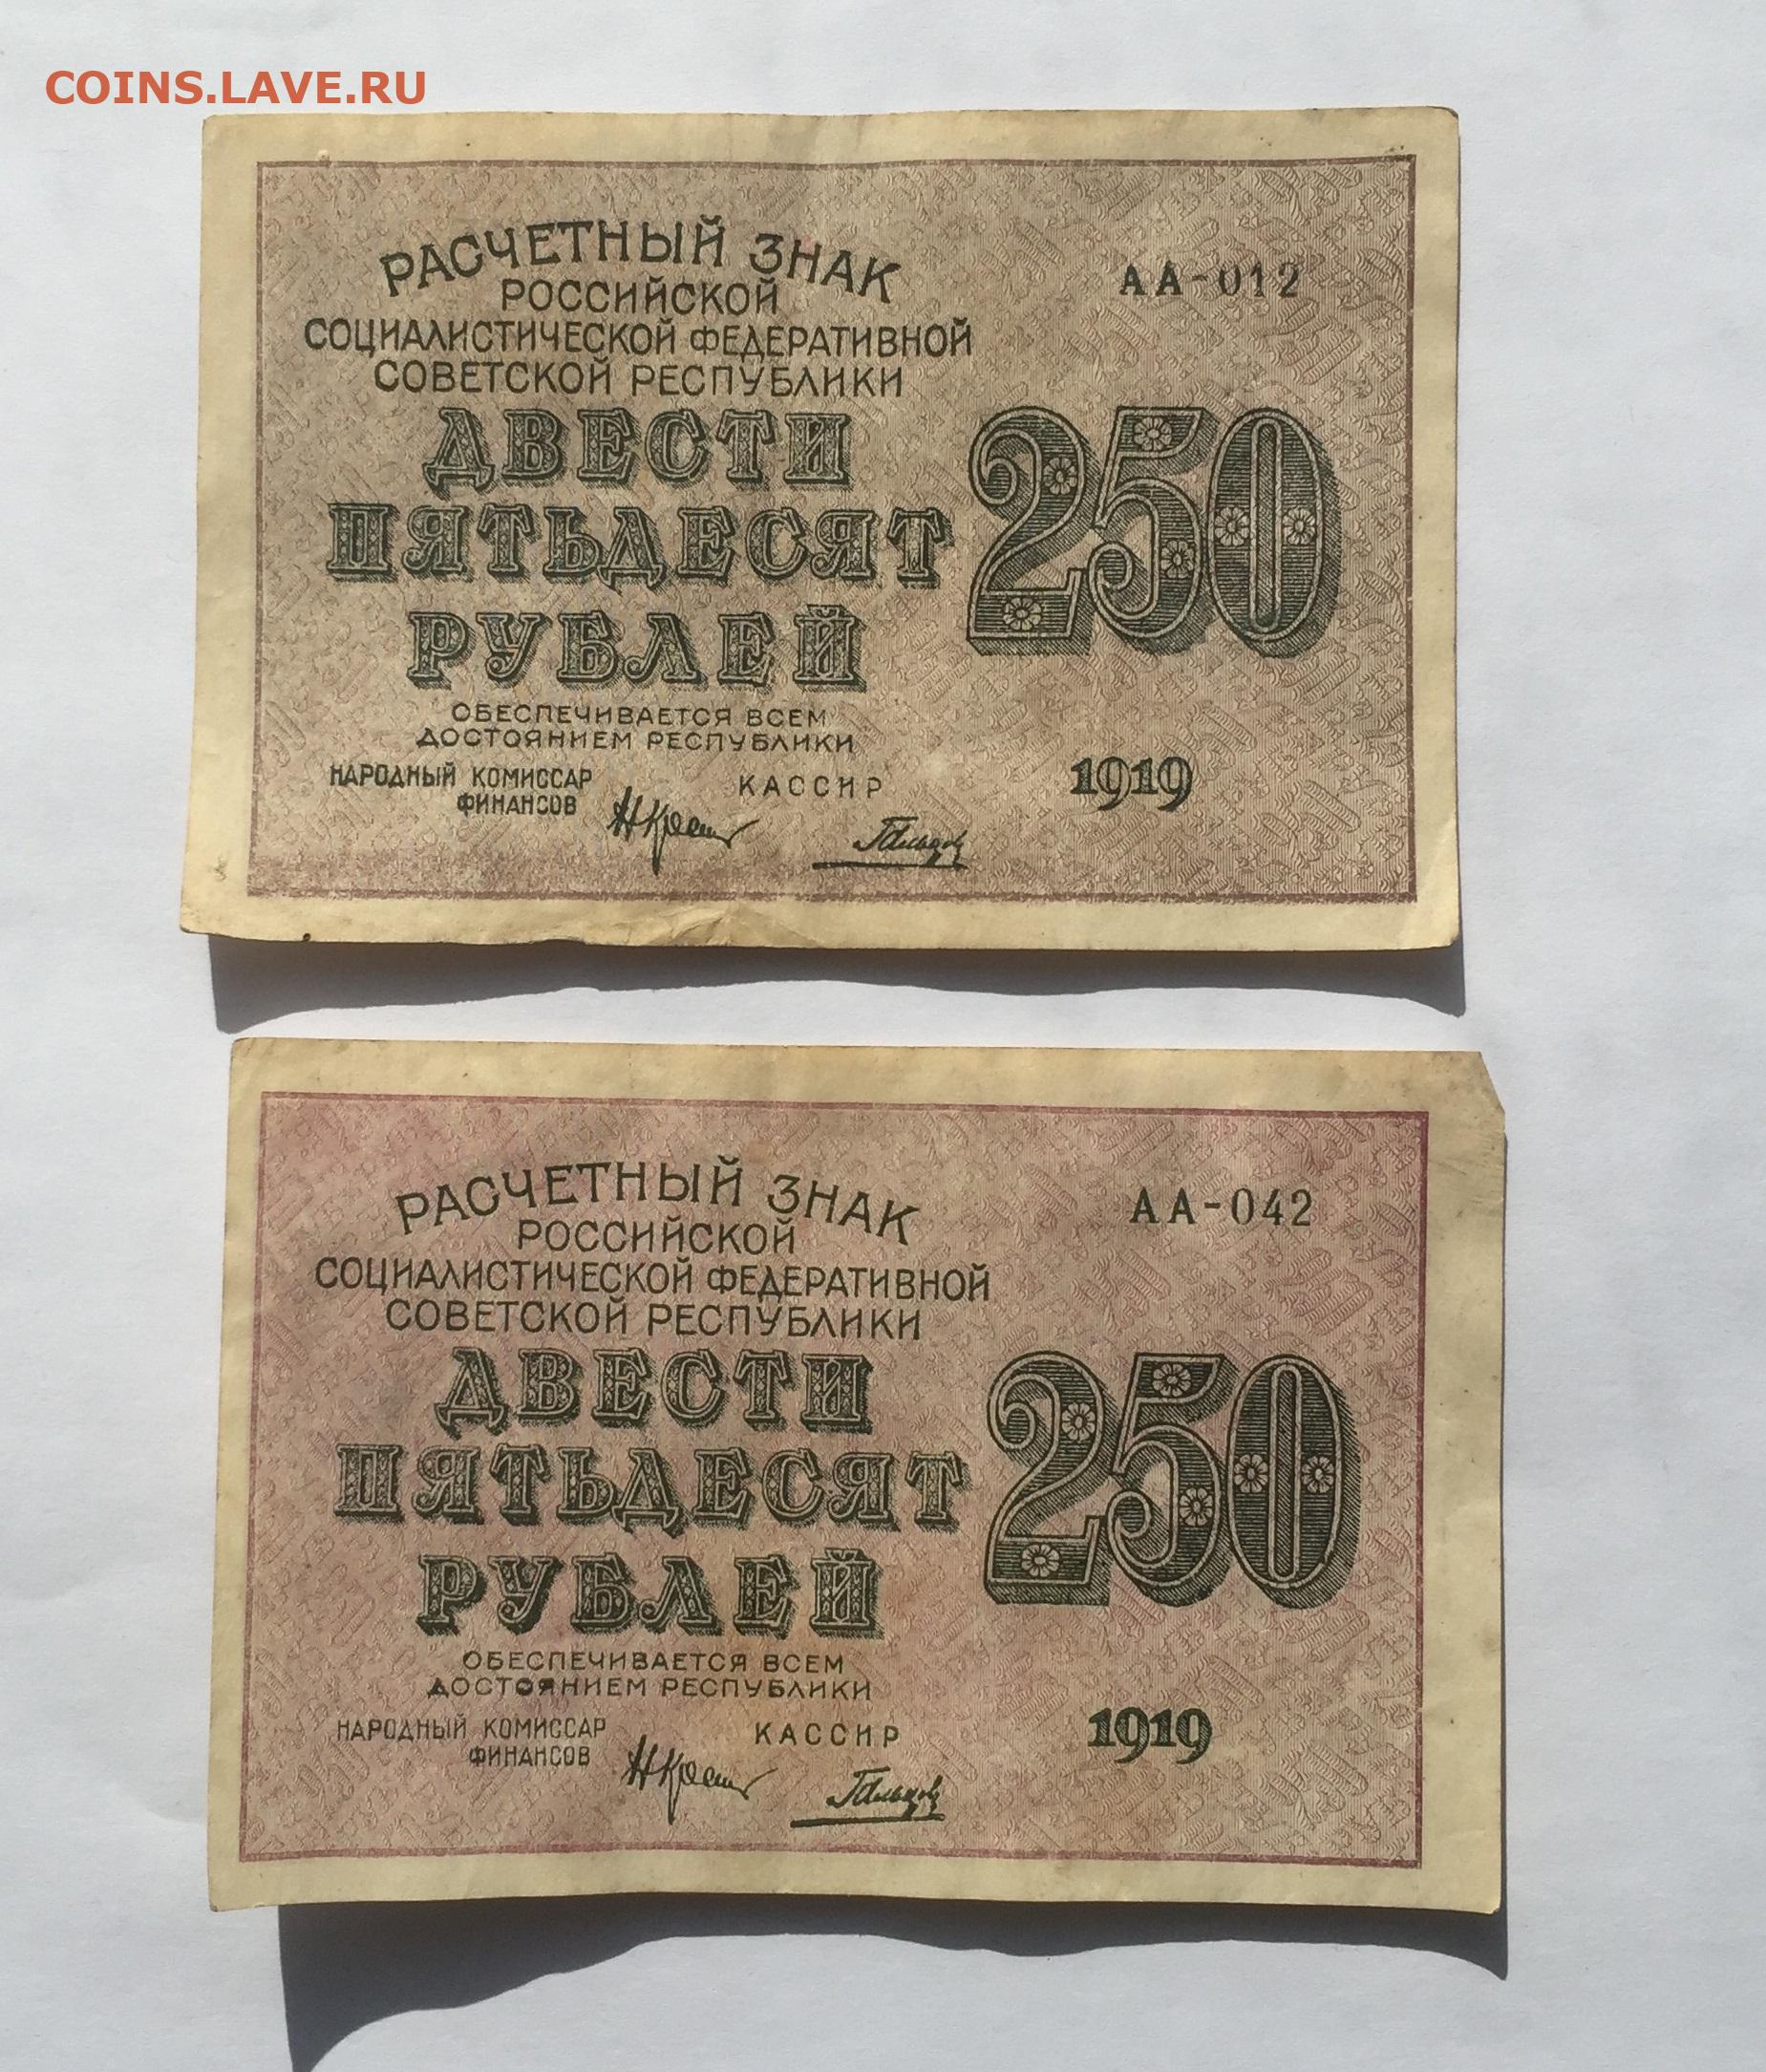 COINS.LAVE.RU
РАСЧЕТНЫЙ ЗНАК
РОССИЙСКОЙ
СОЦИАЛИСТИЧЕСКОЙ ФЕДЕРАТИВНОЙ
СОВЕТСКОЙ РЕСПУБЛИКИ
АА-012
ДВЕСТИ
ПЯТЬДЕСЯТ
РУБЛЕЙ
250
ОБЕСПЕЧИВАЕТСЯ ВСЕМ
ДОСТОЯНИЕМ РЕСПУБЛИКИ
НАРОДНЫЙ КОМИССАР
ФИНАНСОВ
КАССИР
1919
РАСЧЕТНЫЙ ЗНАК
РОССИЙСКОЙ
СОЦИАЛИСТИЧЕСКОЙ ФЕДЕРАТИВНОЙ
СОВЕТСКОЙ РЕСПУБЛИКИ
АА-042
ДВЕСТИ
ПЯТЬДЕСЯТ
РУБЛЕЙ
250
ОБЕСПЕЧИВАЕТСЯ ВСЕМ
ДОСТОЯНИЕМ РЕСПУБЛИКИ
НАРОДНЫЙ КОМИССАР
ФИНАНСОВ
КАССИР
1919